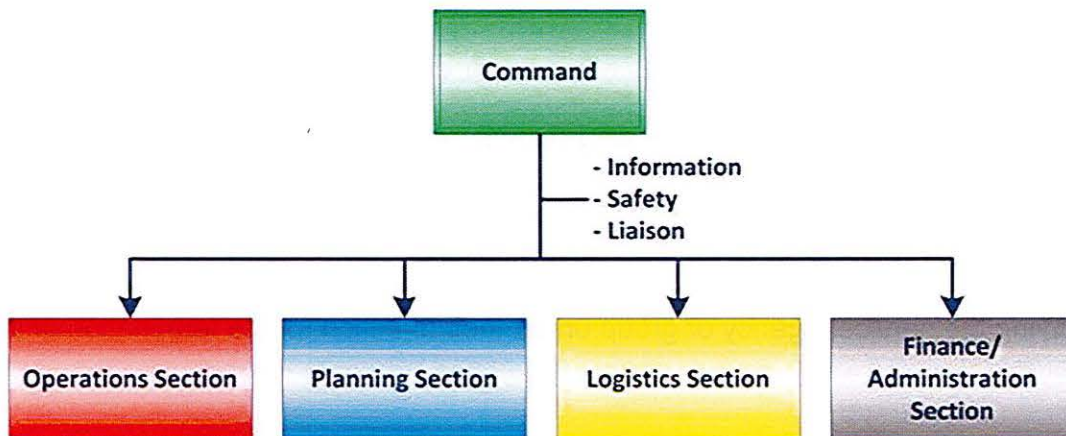 Command
- Information
- Safety
- Liaison
Operations Section
Planning Section
Logistics Section
Finance/
Administration
Section